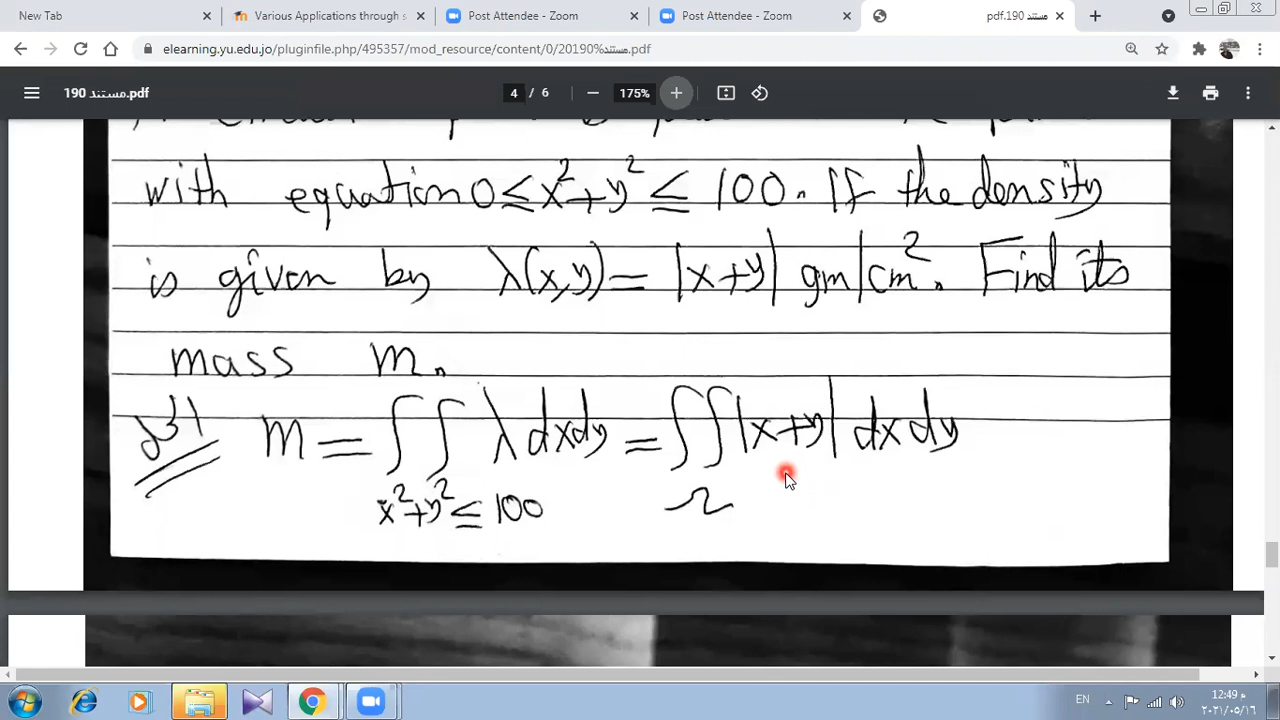 New Tab
Various Applications through s
Post Attendee - Zoom
Post Attendee - Zoom
مستند 190.pdf
elearning.yu.edu.jo/pluginfile.php/495357/mod_resource/content/0/20190%مستند.pdf
مستند 190.pdf
4 / 6
175%
with equation 0 ≤ x² + y² ≤ 100. If the density
is given by λ(x,y) = |x+y| gm/cm². Find its
mass m.
m = ∫∫ λ dxdy = ∫∫ |x+y| dx dy
x² + y² ≤ 100 Ω
EN
12:49 م
٢٠٢١/٠٥/١٦